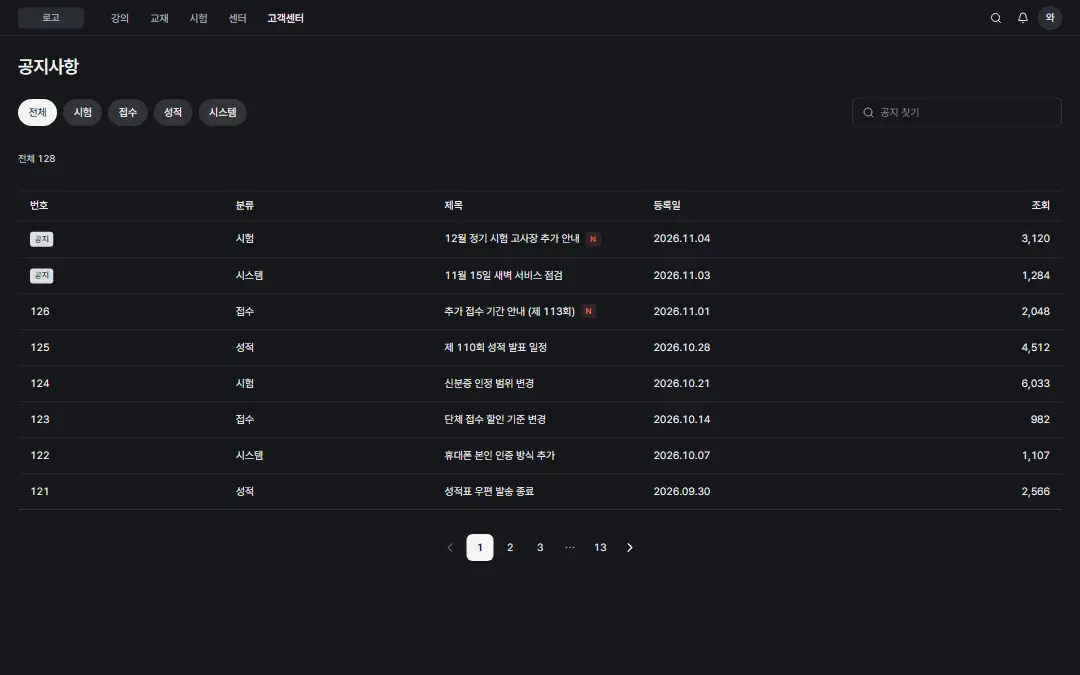 로고 강의 교재 시험 센터 고객센터 와
공지사항
전체 시험 접수 성적 시스템 공지 찾기
전체 128
번호 분류 제목 등록일 조회
공지 시험 12월 정기 시험 고사장 추가 안내 N 2026.11.04 3,120
공지 시스템 11월 15일 새벽 서비스 점검 2026.11.03 1,284
126 접수 추가 접수 기간 안내 (제 113회) N 2026.11.01 2,048
125 성적 제 110회 성적 발표 일정 2026.10.28 4,512
124 시험 신분증 인정 범위 변경 2026.10.21 6,033
123 접수 단체 접수 할인 기준 변경 2026.10.14 982
122 시스템 휴대폰 본인 인증 방식 추가 2026.10.07 1,107
121 성적 성적표 우편 발송 종료 2026.09.30 2,566
1 2 3 ··· 13